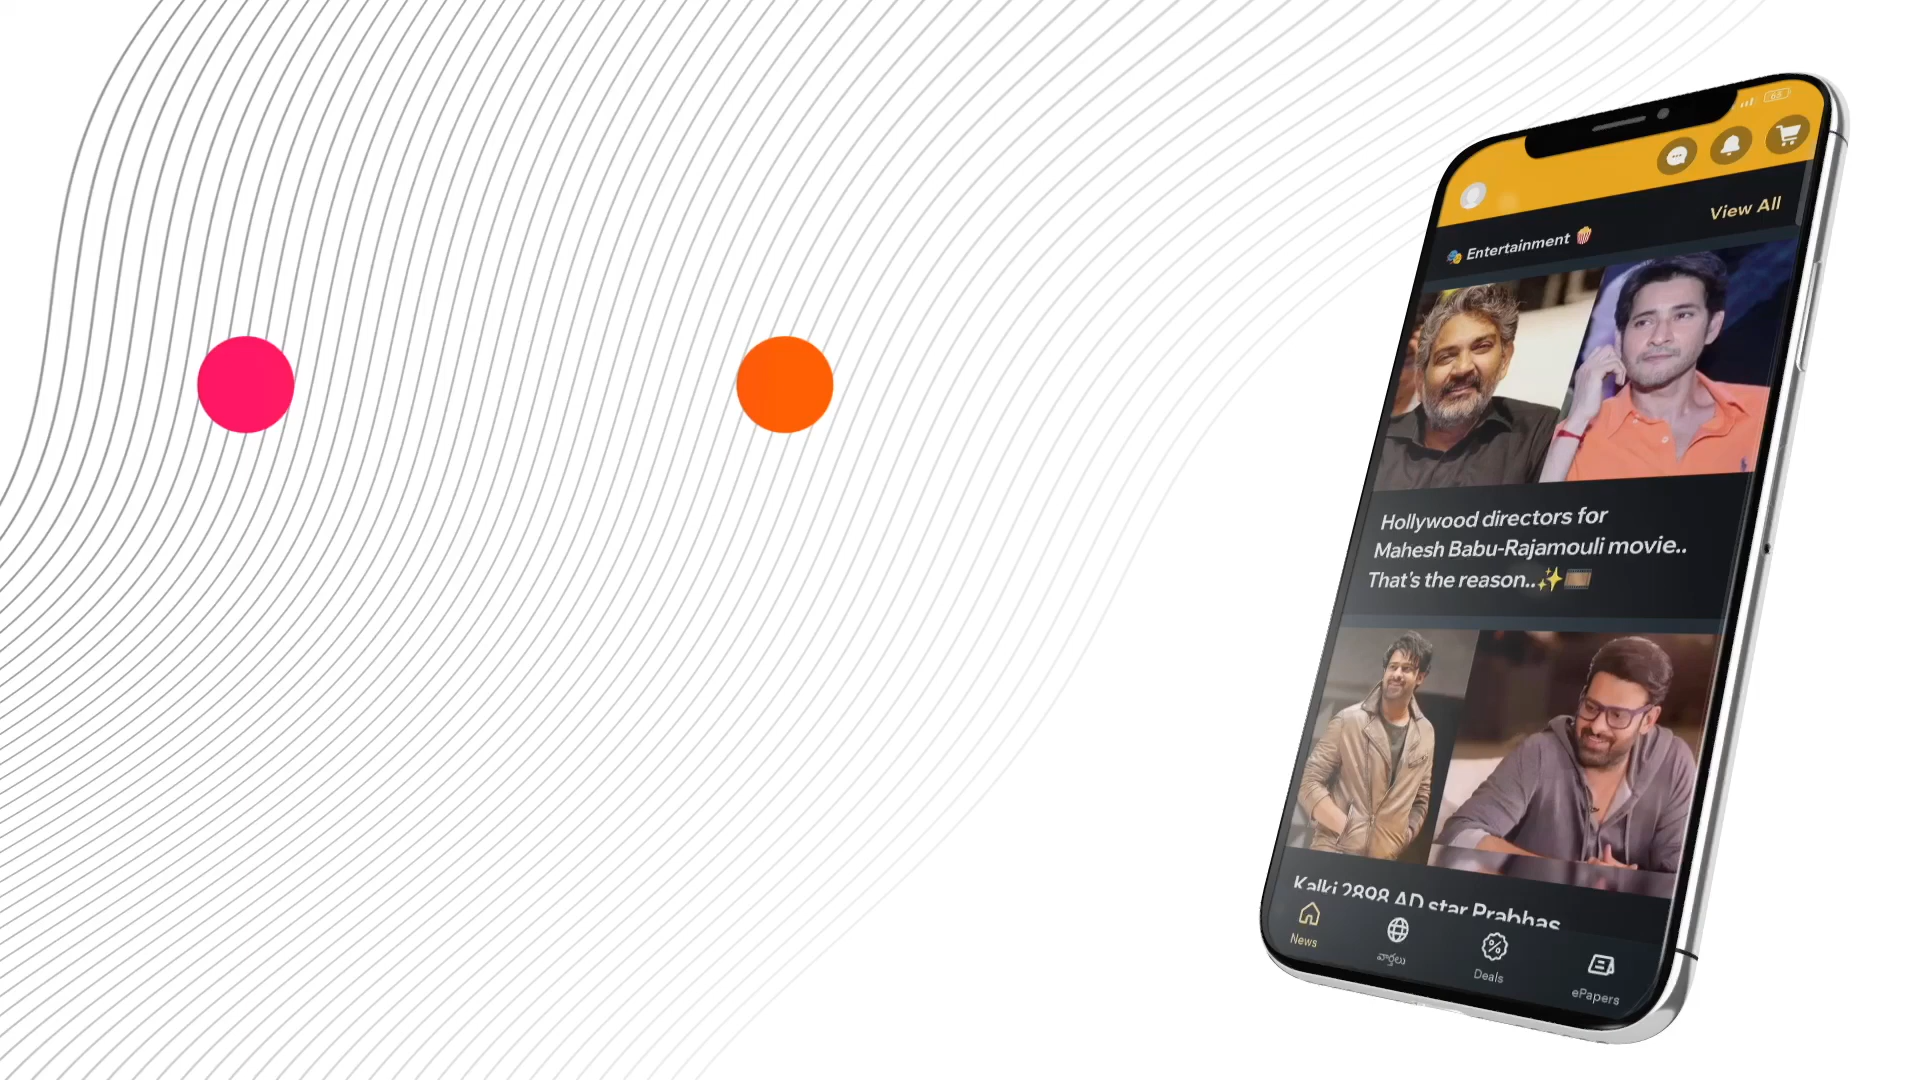 68
View All
🎭 Entertainment 🍿
Hollywood directors for
Mahesh Babu-Rajamouli movie..
That's the reason..✨🎞️
Kalki 2898 AD star Prabhas
News
వార్తలు
Deals
ePapers